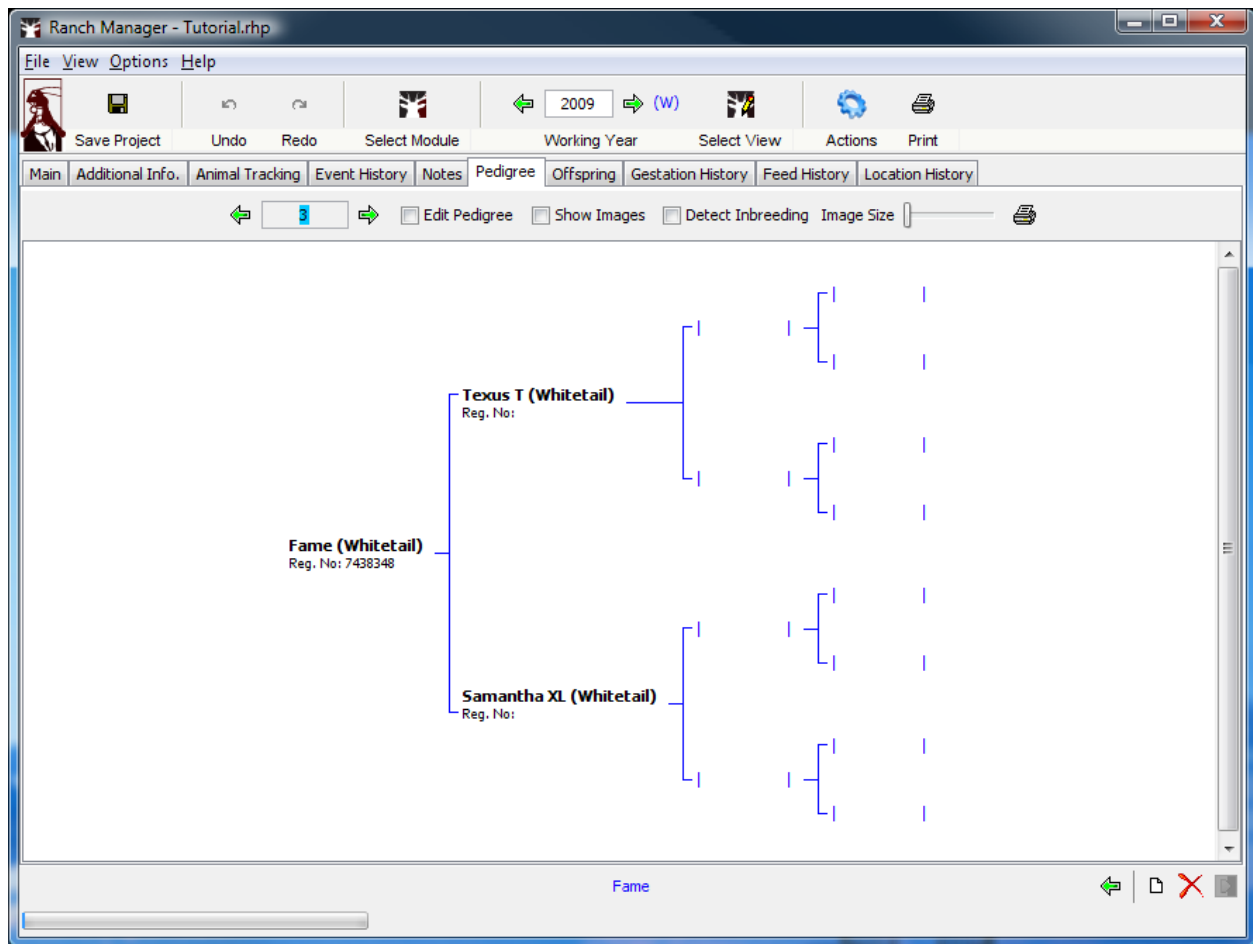 Ranch Manager - Tutorial.rhp
File View Options Help
2009 (W)
Save Project Undo Redo Select Module Working Year Select View Actions Print
Main Additional Info. Animal Tracking Event History Notes Pedigree Offspring Gestation History Feed History Location History
3 Edit Pedigree Show Images Detect Inbreeding Image Size
Texus T (Whitetail)
Reg. No:
Fame (Whitetail)
Reg. No: 7438348
Samantha XL (Whitetail)
Reg. No:
Fame